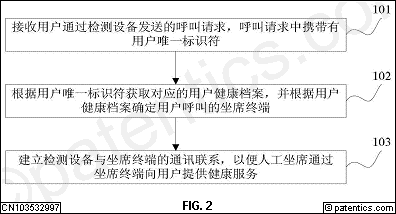 101
接收用户通过检测设备发送的呼叫请求，呼叫请求中携带有
用户唯一标识符
102
根据用户唯一标识符获取对应的用户健康档案，并根据用户
健康档案确定用户呼叫的坐席终端
103
建立检测设备与坐席终端的通讯联系，以便人工坐席通过
坐席终端向用户提供健康服务
CN103532997
FIG. 2
© patentics.com